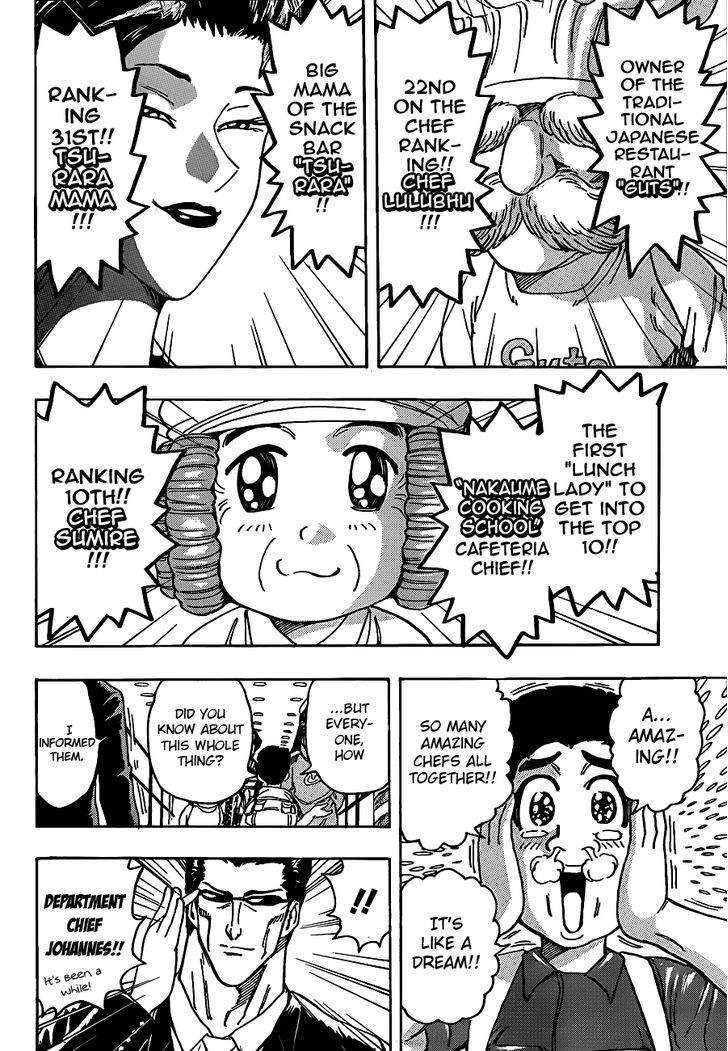 OWNER OF THE
TRADI-
TIONAL
JAPANESE
RESTAU-
RANT
"GUTS"!!
22ND
ON THE
CHEF
RANK-
ING!!
CHEF
LULUBHU
!!!
Guts
BIG
MAMA
OF THE
SNACK
BAR
"TSU-
RARA"
!!
RANK-
ING
31ST!!
TSU-
RARA
MAMA
!!!
THE
FIRST
"LUNCH
LADY" TO
GET INTO
THE TOP
10!!
"NAKAUME
COOKING
SCHOOL"
CAFETERIA
CHIEF!!
RANKING
10TH!!
CHEF
SUMIRE
!!!
A...
AMAZ-
ING!!
SO MANY
AMAZING
CHEFS ALL
TOGETHER!!
IT'S
LIKE A
DREAM!!
...BUT
EVERY-
ONE,
HOW
DID YOU
KNOW ABOUT
THIS WHOLE
THING?
I
INFORMED
THEM.
!!
DEPARTMENT
CHIEF
JOHANNES!!
It's been a
while!